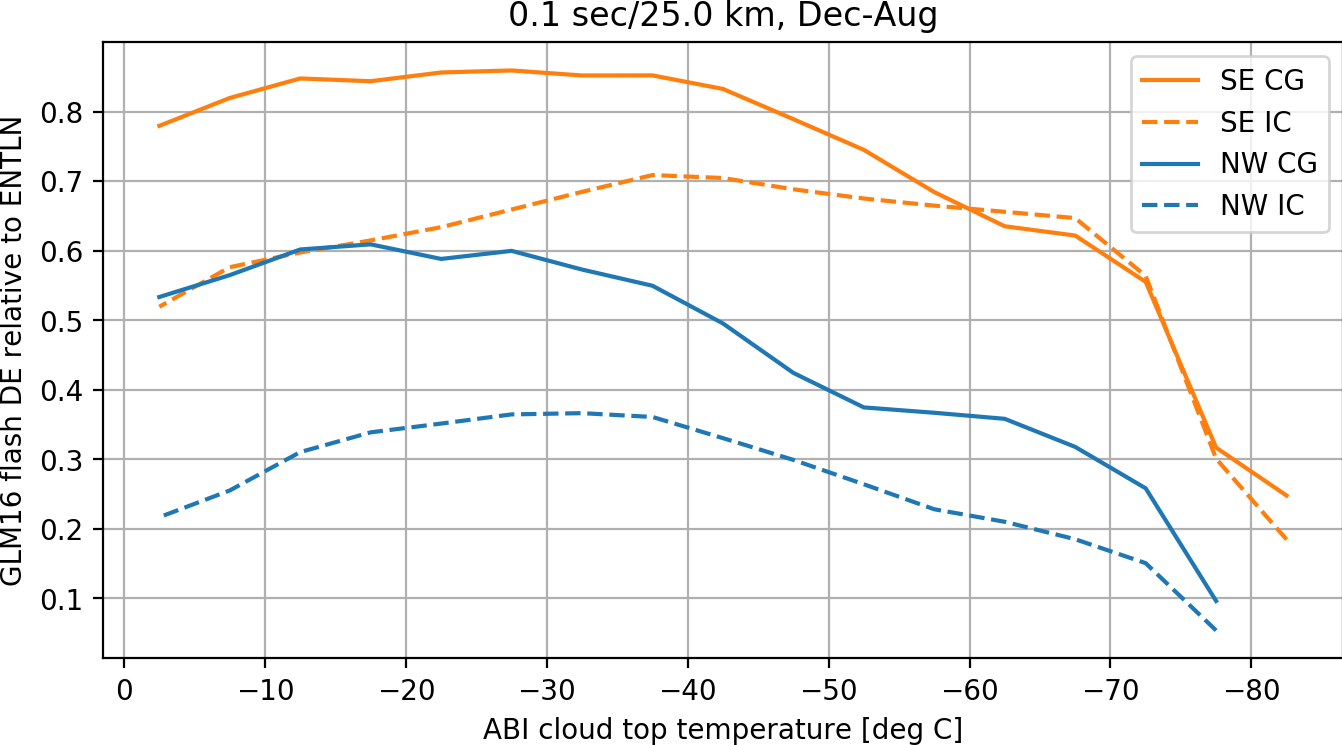 0.1 sec/25.0 km, Dec-Aug
GLM16 flash DE relative to ENTLN
0.8
0.7
0.6
0.5
0.4
0.3
0.2
0.1
SE CG
SE IC
NW CG
NW IC
0 −10 −20 −30 −40 −50 −60 −70 −80
ABI cloud top temperature [deg C]